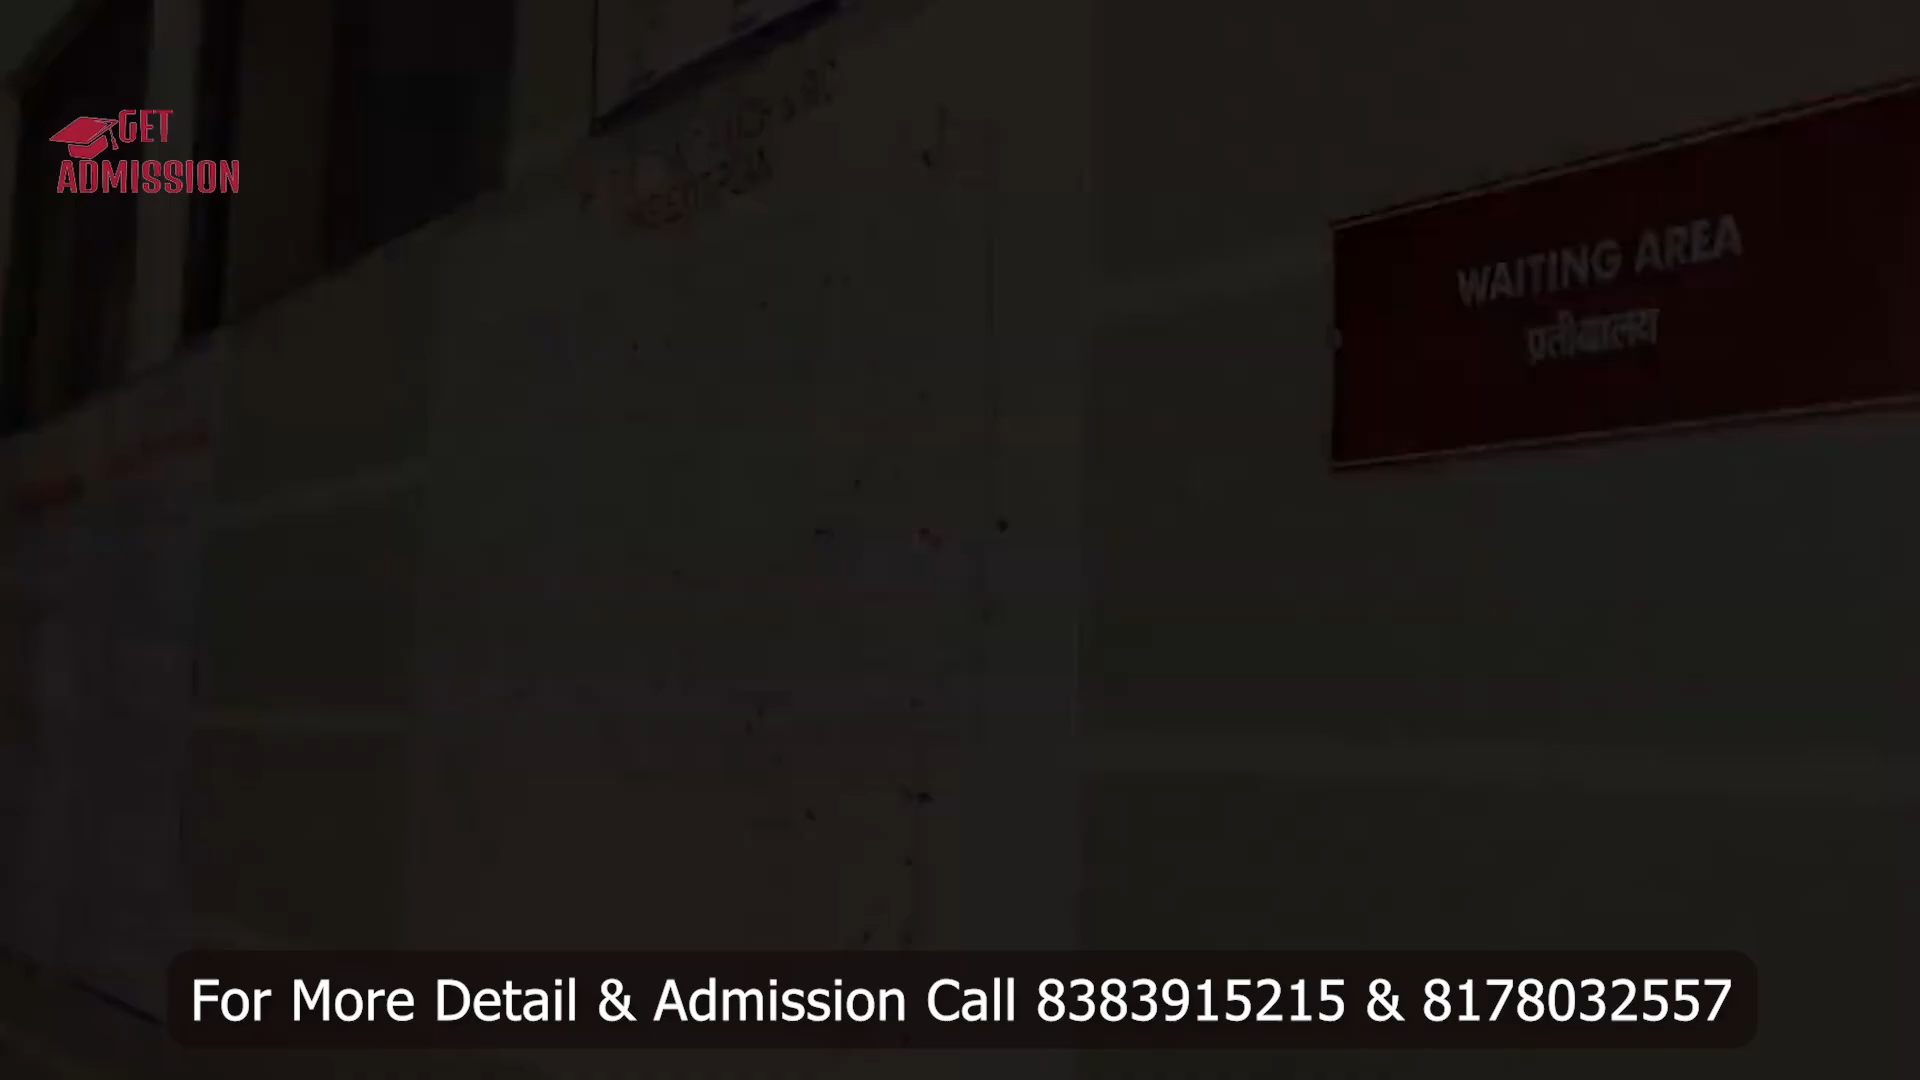 GET
ADMISSION
WAITING AREA
प्रतीक्षालय
For More Detail & Admission Call 8383915215 & 8178032557